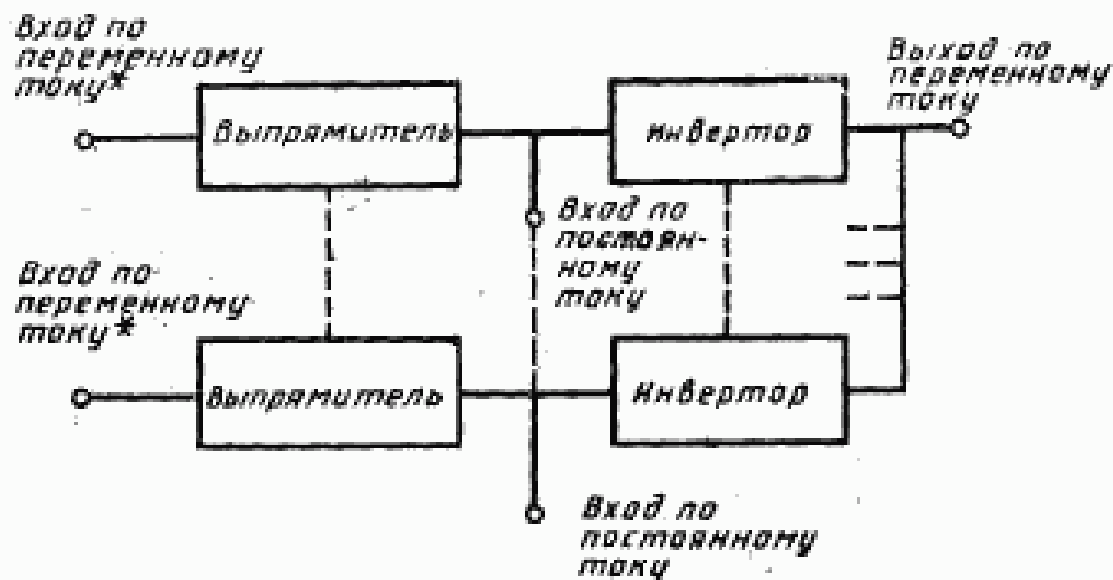 Вход по
переменному
току*
Выпрямитель
Инвертор
Выход по
переменному
току
Вход по
постоян-
ному
току
Вход по
переменному
току*
Выпрямитель
Инвертор
Вход по
постоянному
току